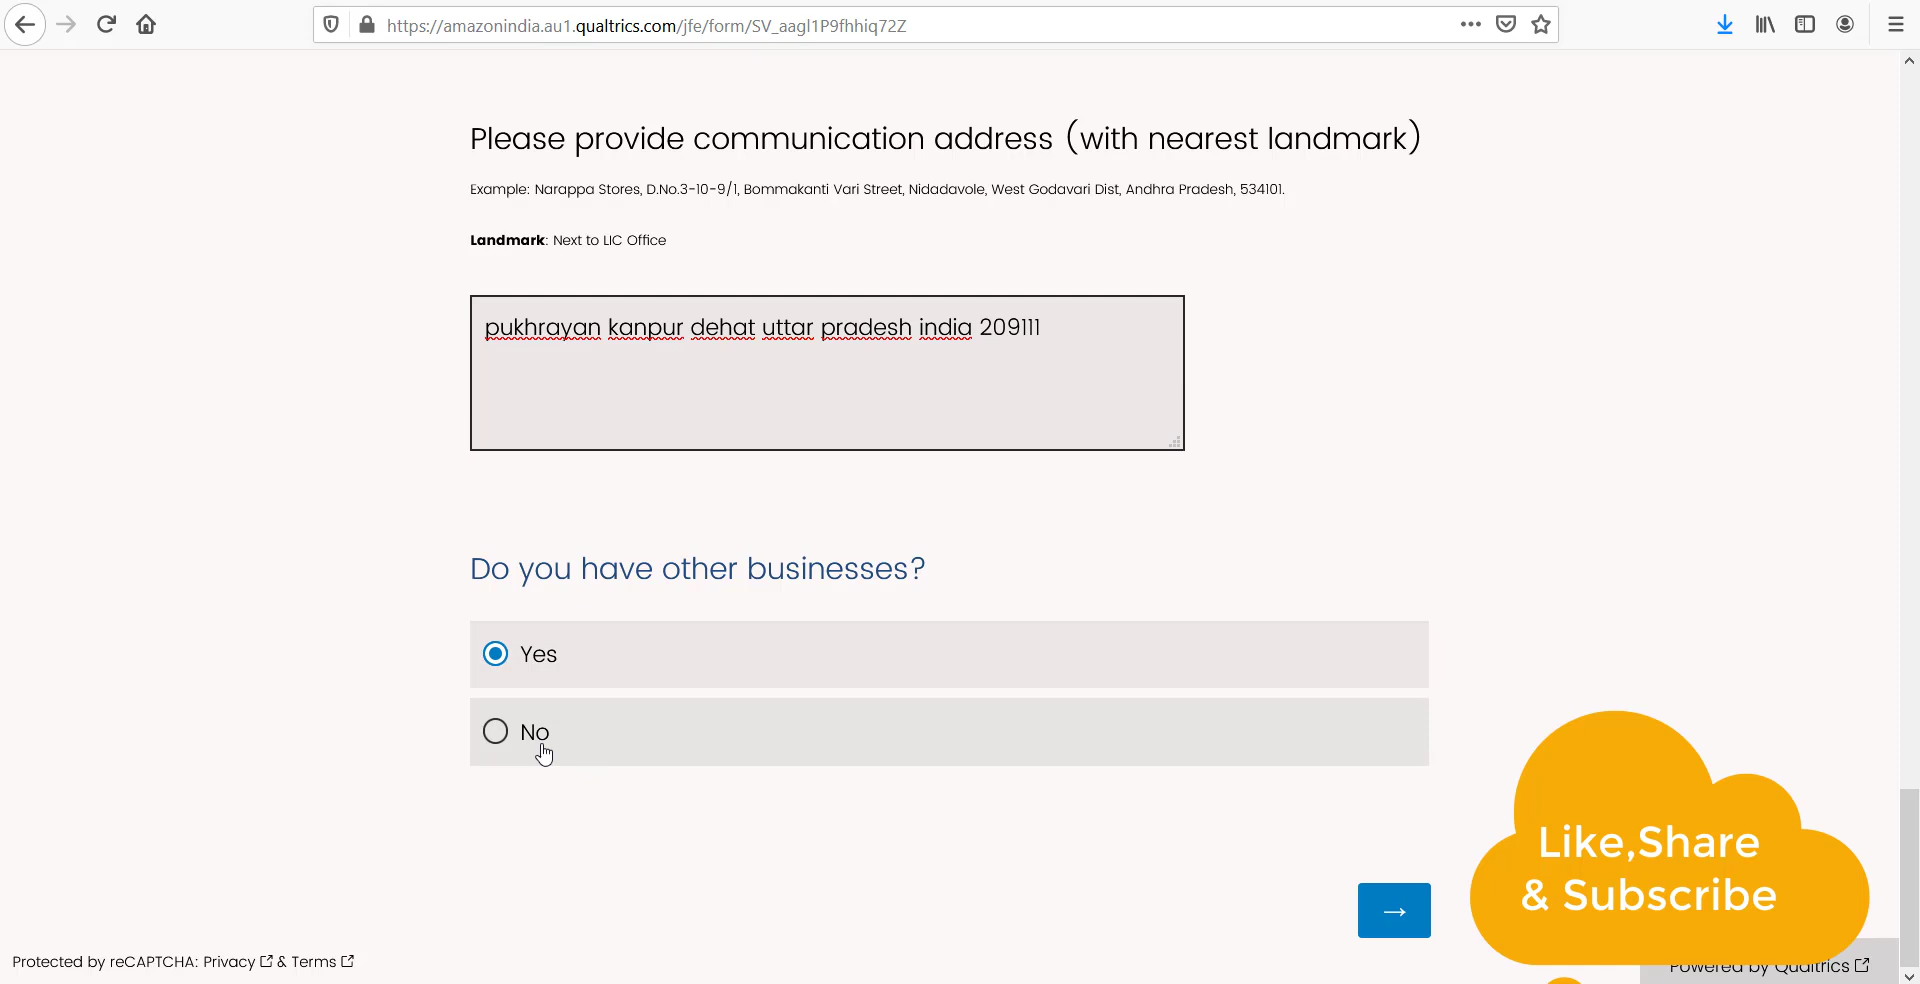 https://amazonindia.au1.qualtrics.com/jfe/form/SV_aagl1P9fhhiq72Z
Please provide communication address (with nearest landmark)
Example: Narappa Stores, D.No.3-10-9/1, Bommakanti Vari Street, Nidadavole, West Godavari Dist, Andhra Pradesh, 534101.
Landmark: Next to LIC Office
pukhrayan kanpur dehat uttar pradesh india 209111
Do you have other businesses?
Yes
No
→
Like,Share
& Subscribe
Protected by reCAPTCHA: Privacy & Terms
Powered by Qualtrics